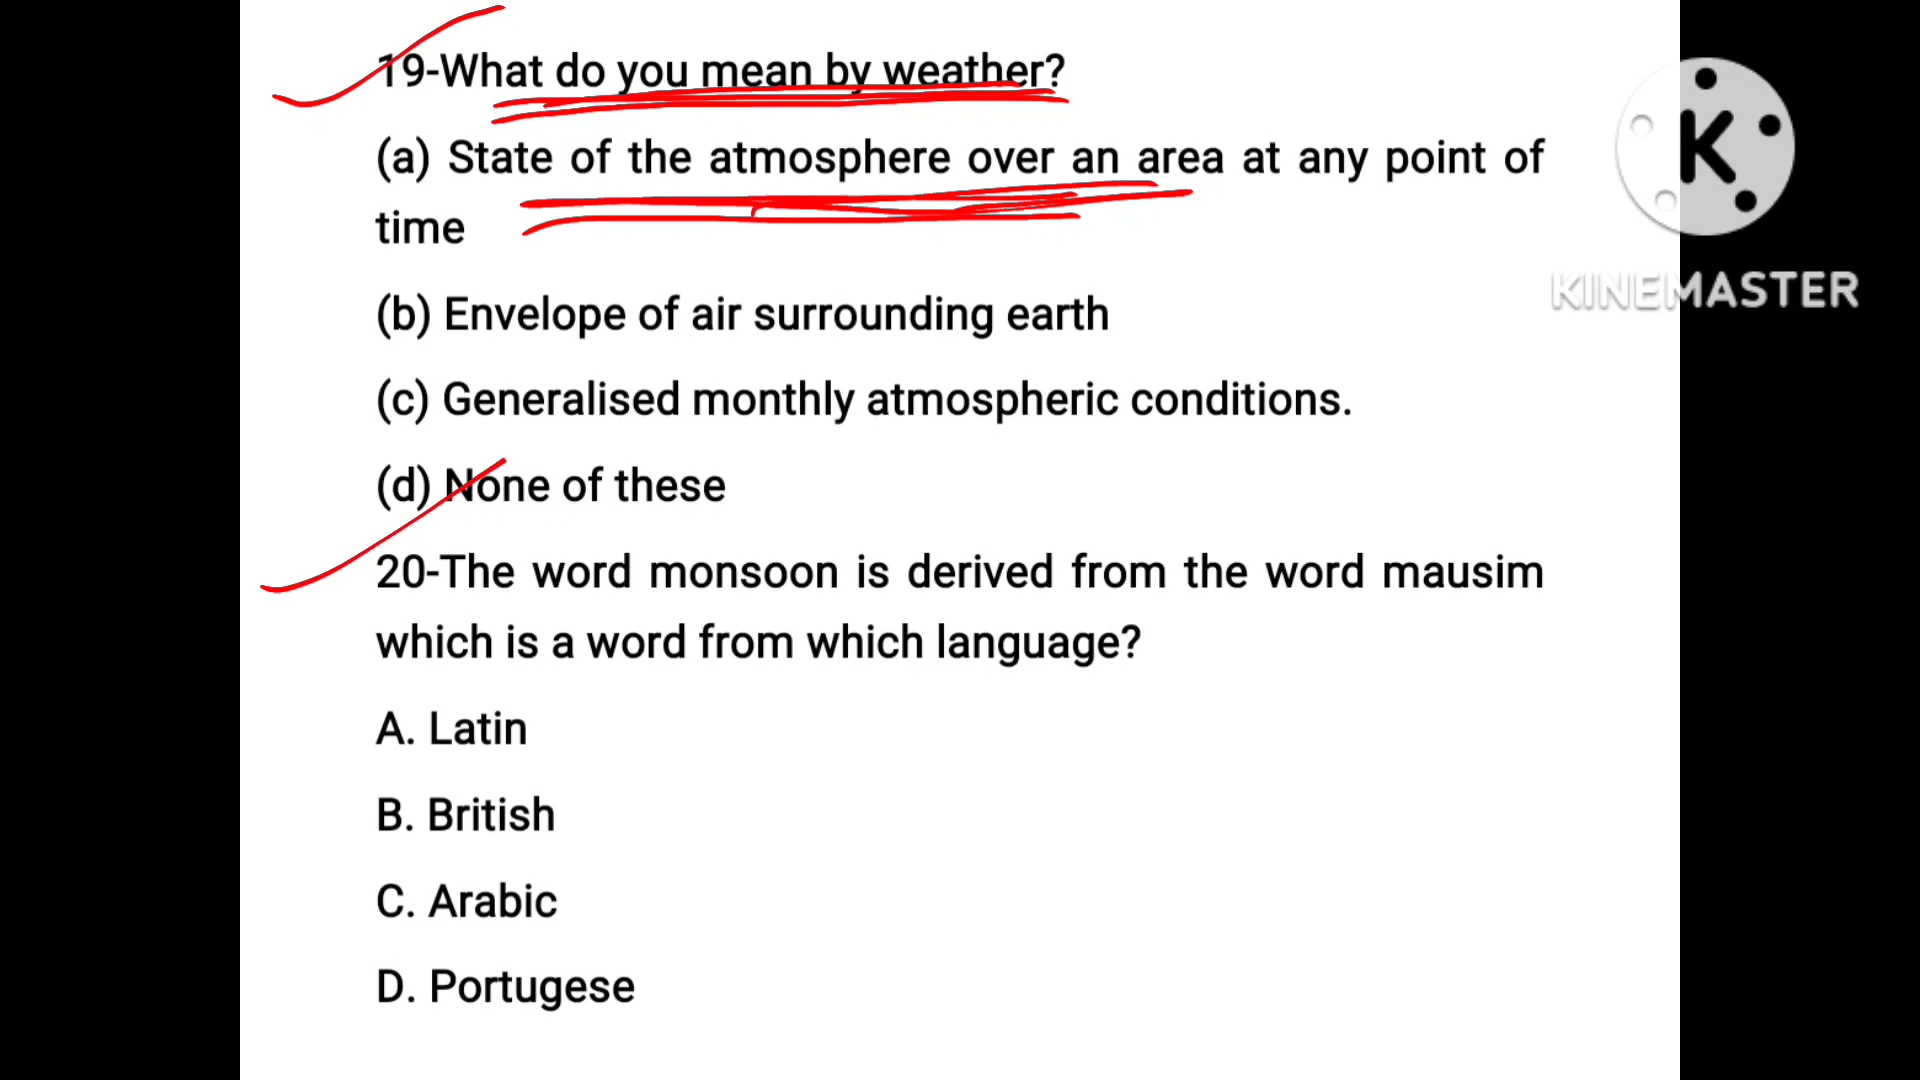 19-What do you mean by weather?
(a) State of the atmosphere over an area at any point of
time
(b) Envelope of air surrounding earth
(c) Generalised monthly atmospheric conditions.
(d) None of these
20-The word monsoon is derived from the word mausim
which is a word from which language?
A. Latin
B. British
C. Arabic
D. Portugese
K
KINEMASTER